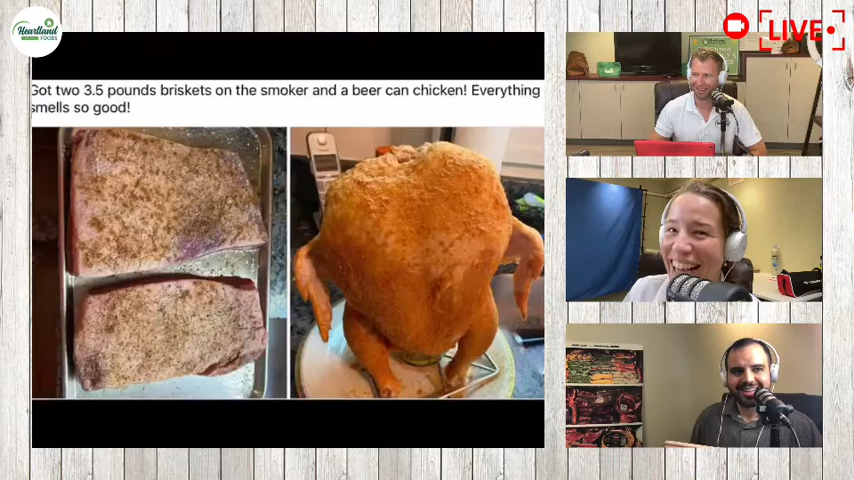 Heartland
FOODS
LIVE
Got two 3.5 pounds briskets on the smoker and a beer can chicken! Everything
smells so good!